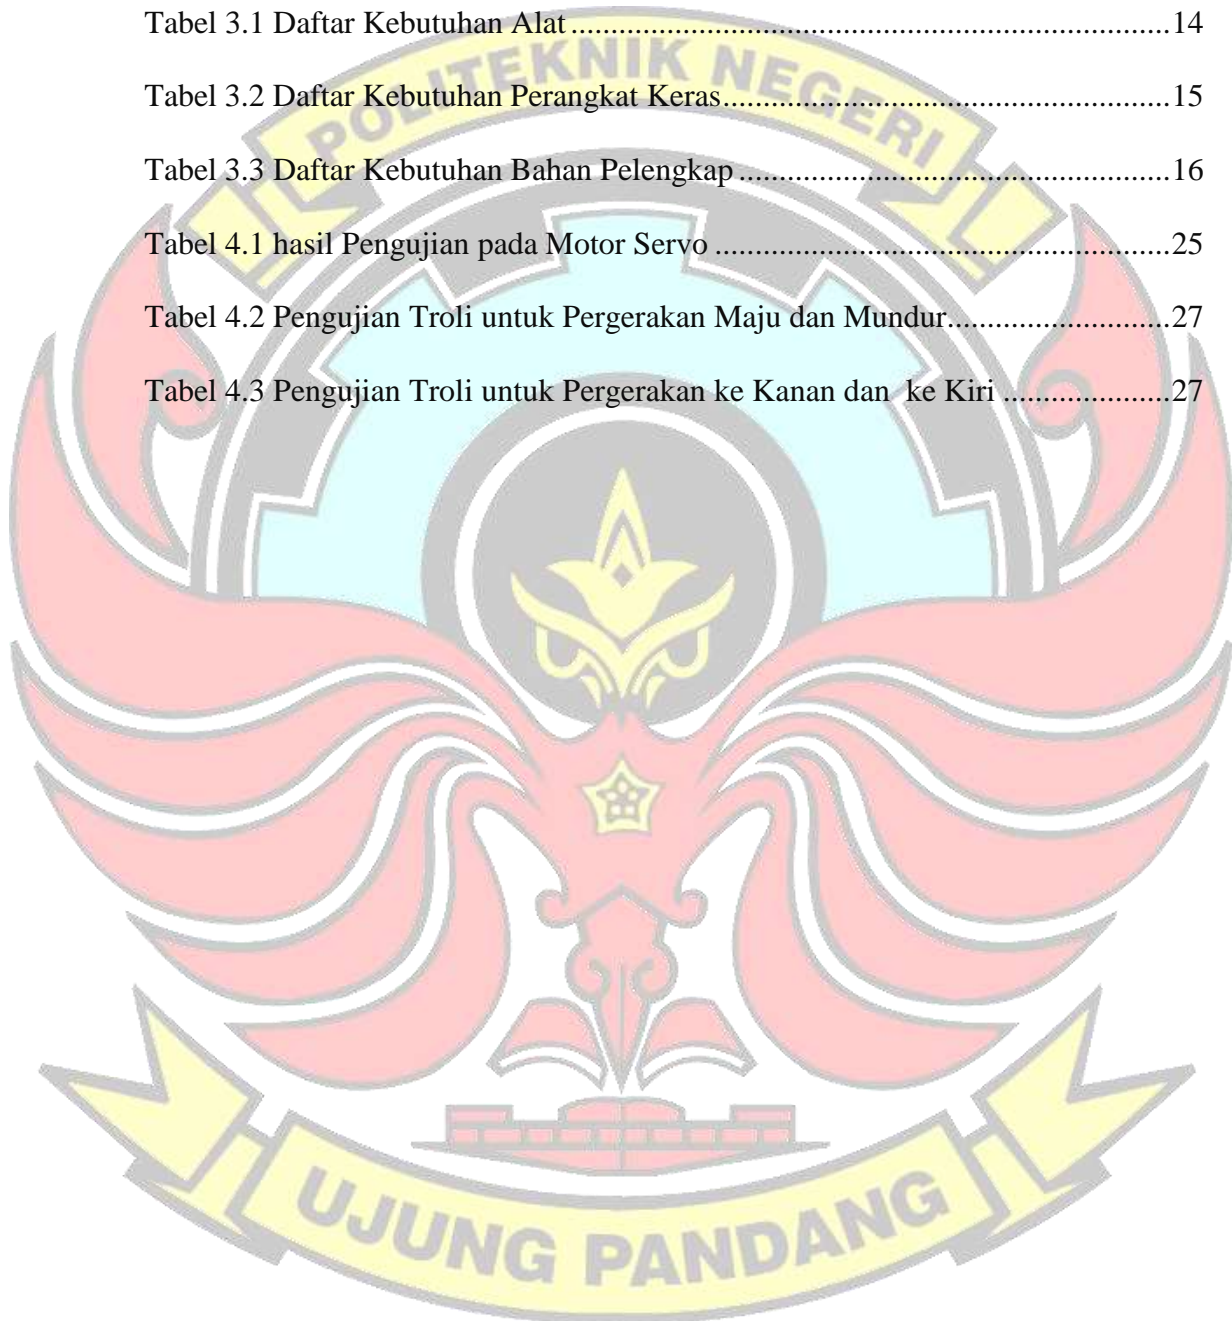 Tabel 3.1 Daftar Kebutuhan Alat..........................................................................14
Tabel 3.2 Daftar Kebutuhan Perangkat Keras.......................................................15
Tabel 3.3 Daftar Kebutuhan Bahan Pelengkap.....................................................16
Tabel 4.1 hasil Pengujian pada Motor Servo ........................................................25
Tabel 4.2 Pengujian Troli untuk Pergerakan Maju dan Mundur...........................27
Tabel 4.3 Pengujian Troli untuk Pergerakan ke Kanan dan  ke Kiri .....................27
POLITEKNIK NEGERI
UJUNG PANDANG